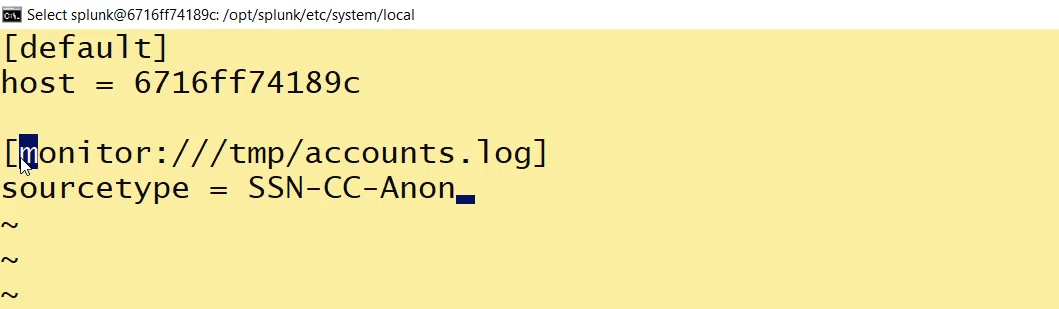 Select splunk@6716ff74189c: /opt/splunk/etc/system/local
[default]
host = 6716ff74189c
[monitor:///tmp/accounts.log]
sourcetype = SSN-CC-Anon
~
~
~